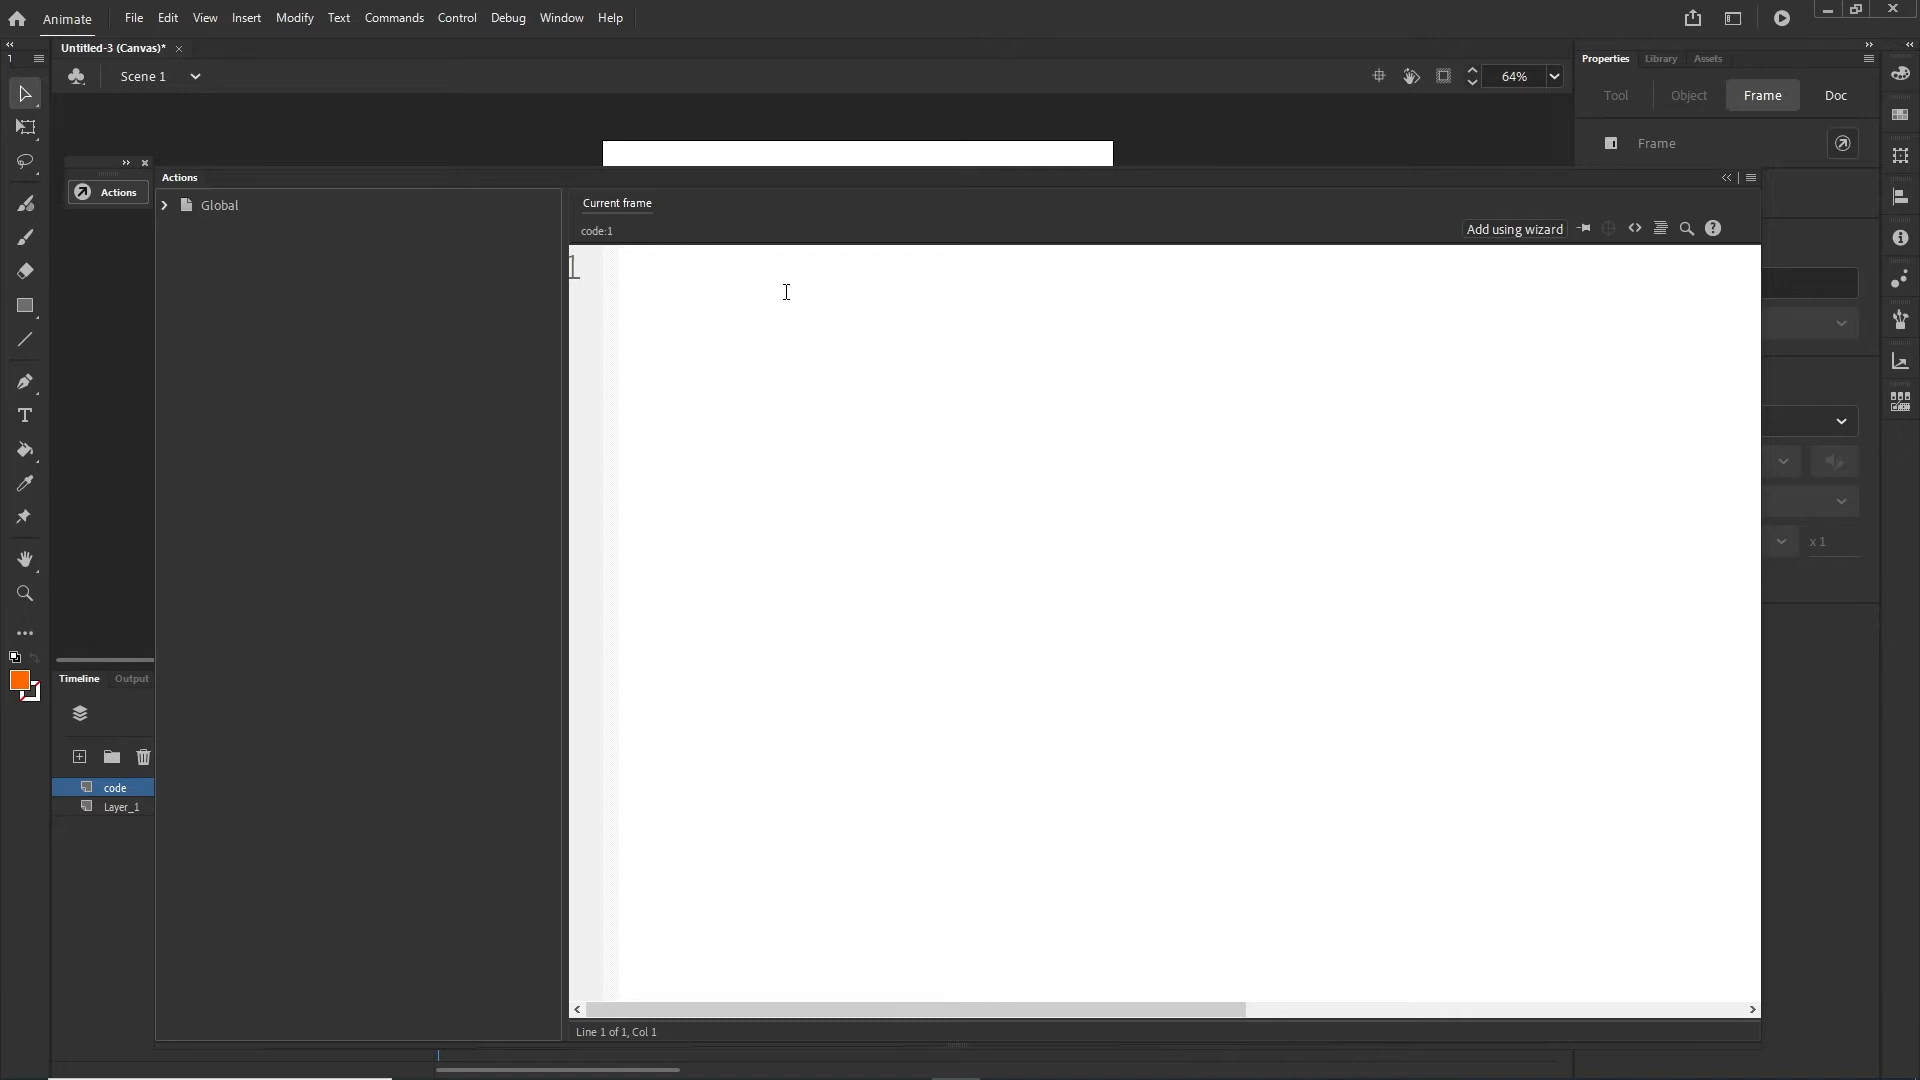 Animate File Edit View Insert Modify Text Commands Control Debug Window Help
Untitled-3 (Canvas)*
1
Properties Library Assets
Scene 1
64%
Tool Object Frame Doc
Frame
Actions
Actions
Global
Current frame
code:1
Add using wizard
1
x 1
Timeline Output
code
Layer_1
Line 1 of 1, Col 1